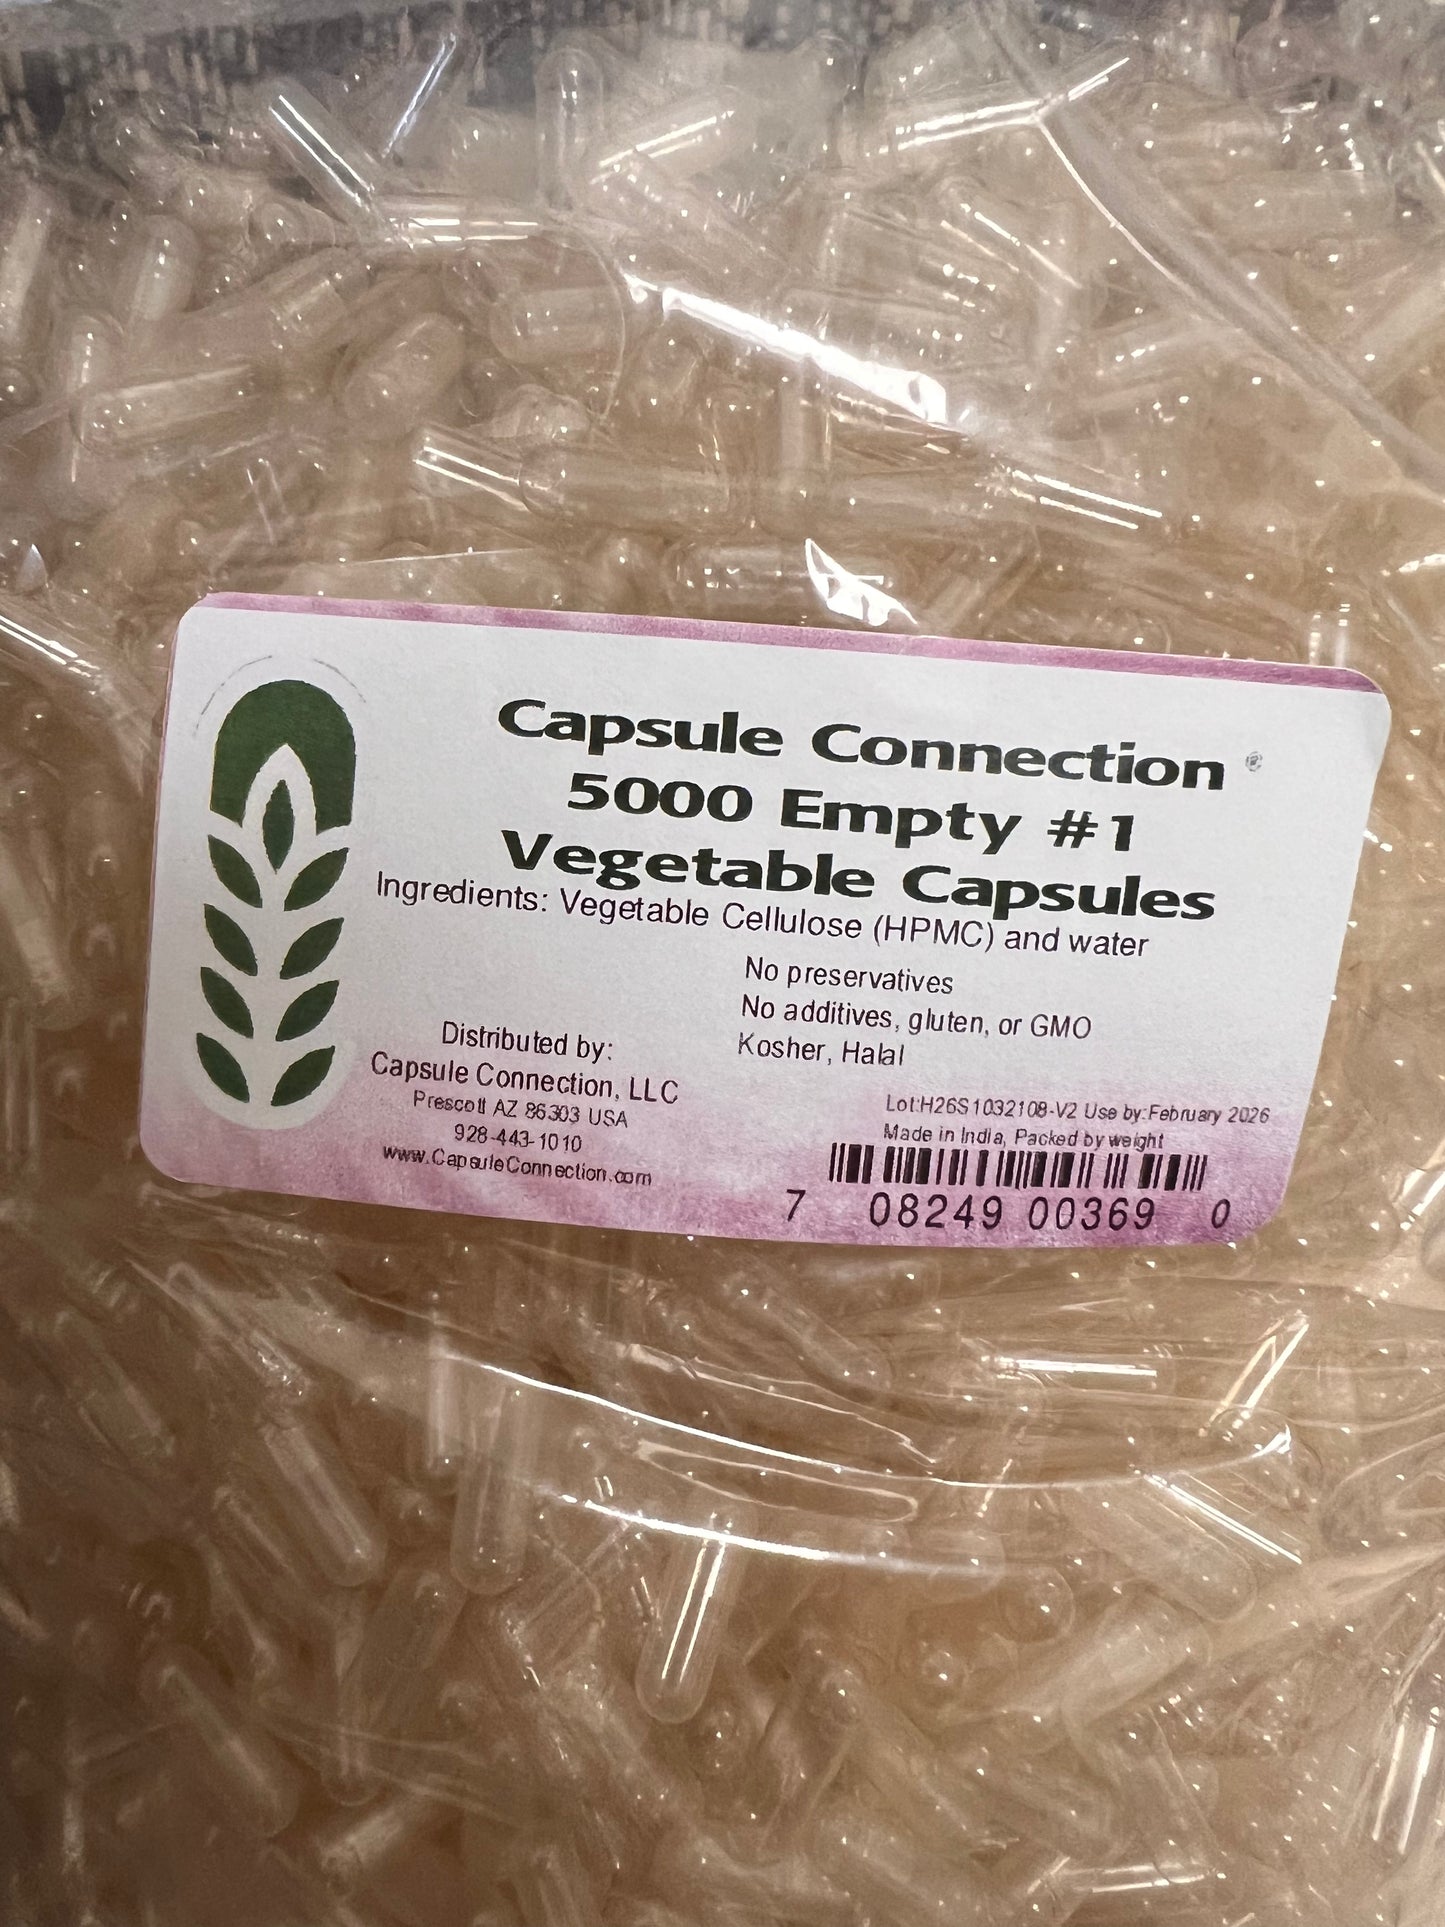 Capsule Connection ®
5000 Empty #1
Vegetable Capsules
Ingredients: Vegetable Cellulose (HPMC) and water
No preservatives
No additives, gluten, or GMO
Kosher, Halal
Distributed by:
Capsule Connection, LLC
Prescott AZ 86303 USA
928-443-1010
www.CapsuleConnection.com
Lot:H26S1032108-V2 Use by:February 2026
Made in India, Packed by weight
7 08249 00369 0